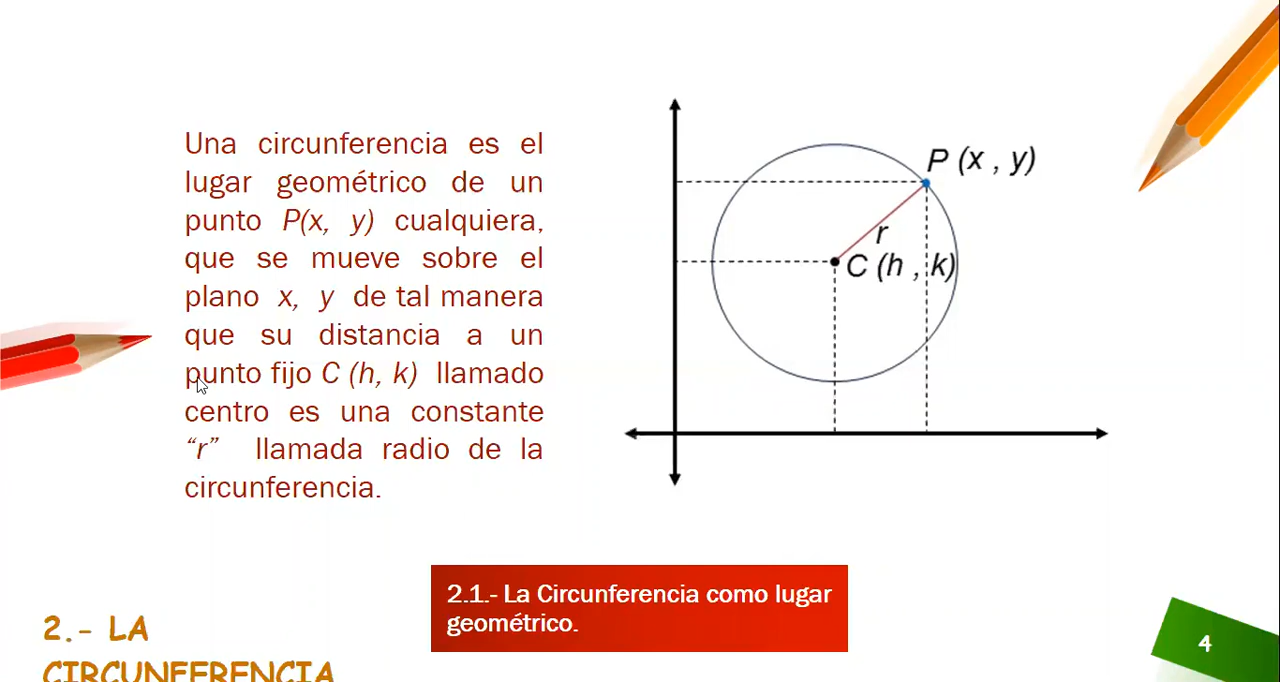 Una circunferencia es el
lugar geométrico de un
punto P(x, y) cualquiera,
que se mueve sobre el
plano x, y de tal manera
que su distancia a un
punto fijo C (h, k) llamado
centro es una constante
“r” llamada radio de la
circunferencia.
P (x , y)
r
C (h , k)
2.1.- La Circunferencia como lugar
geométrico.
2.- LA
CIRCUNFERENCIA
4